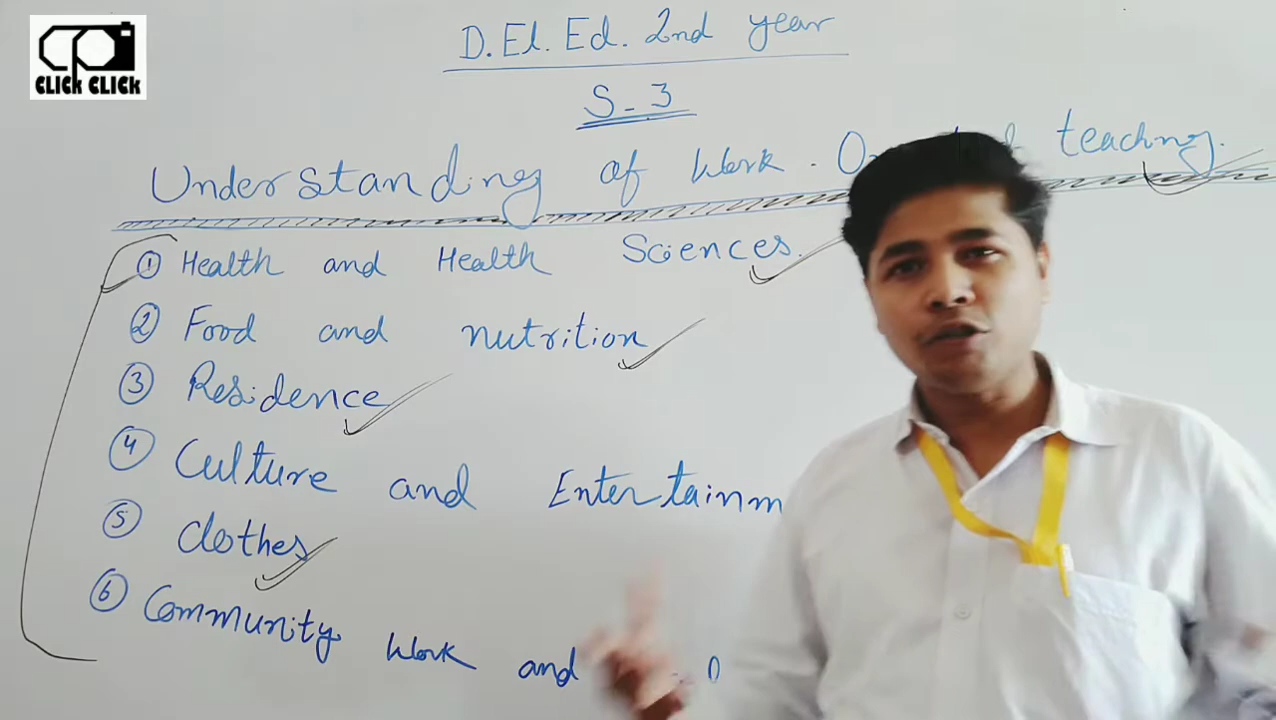 CLICK CLICK
D.El.Ed. 2nd year
S-3
Understanding of Work. teaching.
① Health and Health Sciences.
② Food and nutrition
③ Residence
④ Culture and Entertainm
⑤ Clothes
⑥ Community Work and